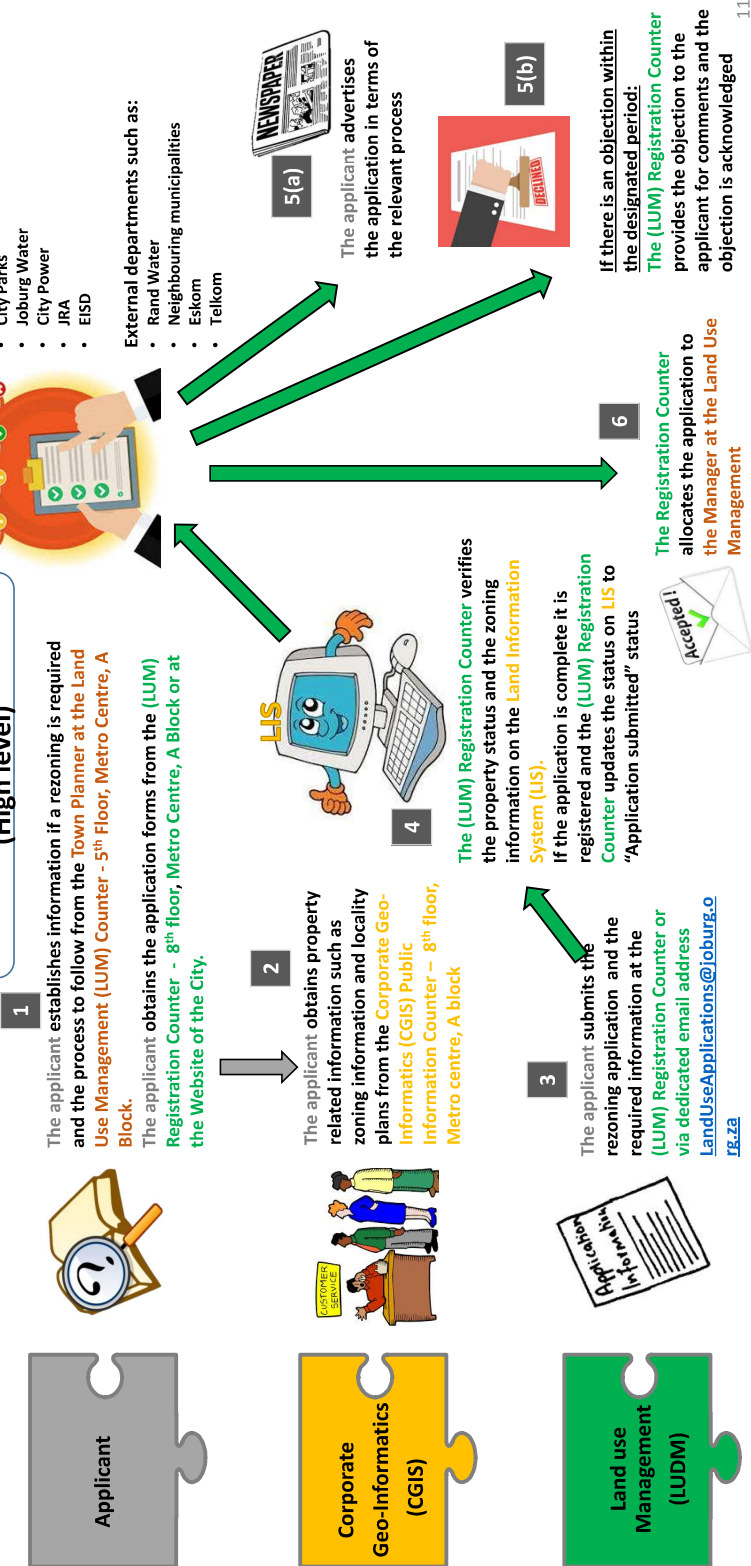 (High level)
Applicant
Corporate
Geo-Informatics
(CGIS)
Land use
Management
(LUDM)
1
The applicant establishes information if a rezoning is required
and the process to follow from the Town Planner at the Land
Use Management (LUM) Counter - 5th Floor, Metro Centre, A
Block.
The applicant obtains the application forms from the (LUM)
Registration Counter - 8th floor, Metro Centre, A Block or at
the Website of the City.
CUSTOMER
SERVICE
2
The applicant obtains property
related information such as
zoning information and locality
plans from the Corporate Geo-
Informatics (CGIS) Public
Information Counter – 8th floor,
Metro centre, A block
Application
Information
3
The applicant submits the
rezoning application and the
required information at the
(LUM) Registration Counter or
via dedicated email address
LandUseApplications@joburg.o
rg.za
LIS
4
The (LUM) Registration Counter verifies
the property status and the zoning
information on the Land Information
System (LIS).
If the application is complete it is
registered and the (LUM) Registration
Counter updates the status on LIS to
“Application submitted” status
• City Parks
• Joburg Water
• City Power
• JRA
• EISD
External departments such as:
• Rand Water
• Neighbouring municipalities
• Eskom
• Telkom
5(a)
NEWSPAPER
The applicant advertises
the application in terms of
the relevant process
5(b)
DECLINED
If there is an objection within
the designated period:
The (LUM) Registration Counter
provides the objection to the
applicant for comments and the
objection is acknowledged
6
Accepted!
The Registration Counter
allocates the application to
the Manager at the Land Use
Management
11